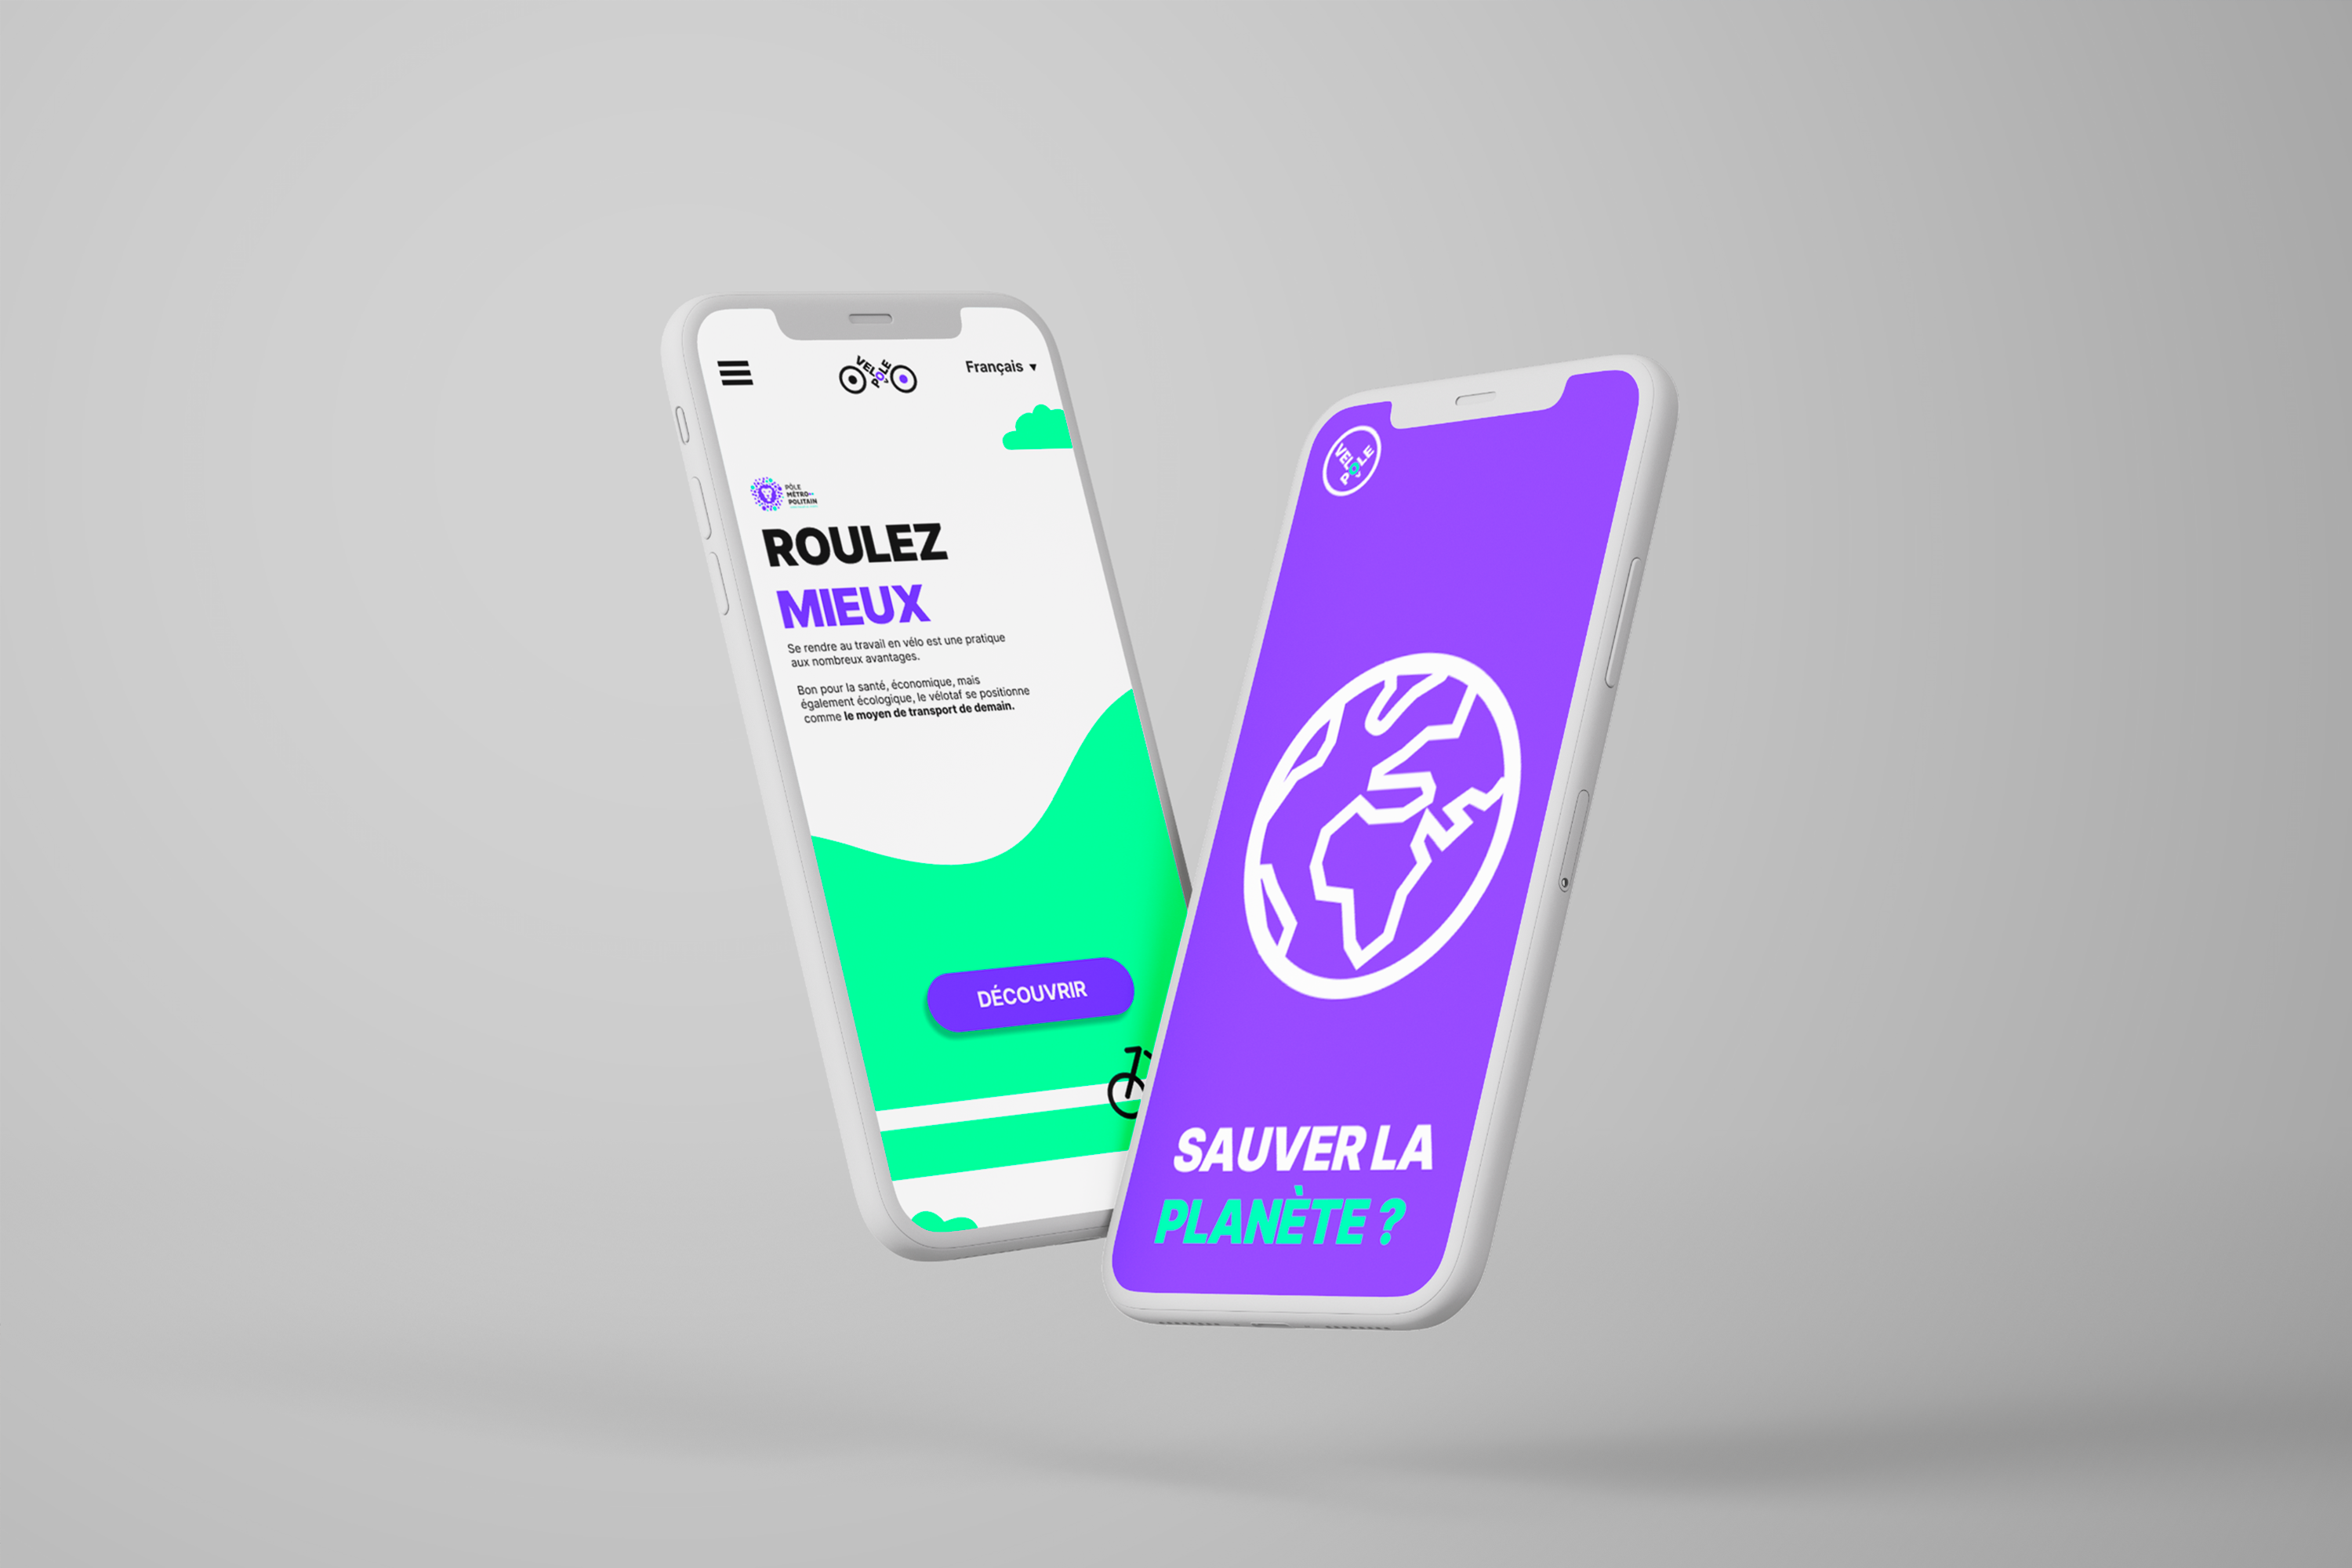 VELO
POLE
Français ▼
PÔLE
MÉTRO-
POLITAIN
ROULEZ
MIEUX
Se rendre au travail en vélo est une pratique
aux nombreux avantages.
Bon pour la santé, économique, mais
également écologique, le vélotaf se positionne
comme le moyen de transport de demain.
DÉCOUVRIR
VELO
POLE
SAUVER LA
PLANÈTE ?